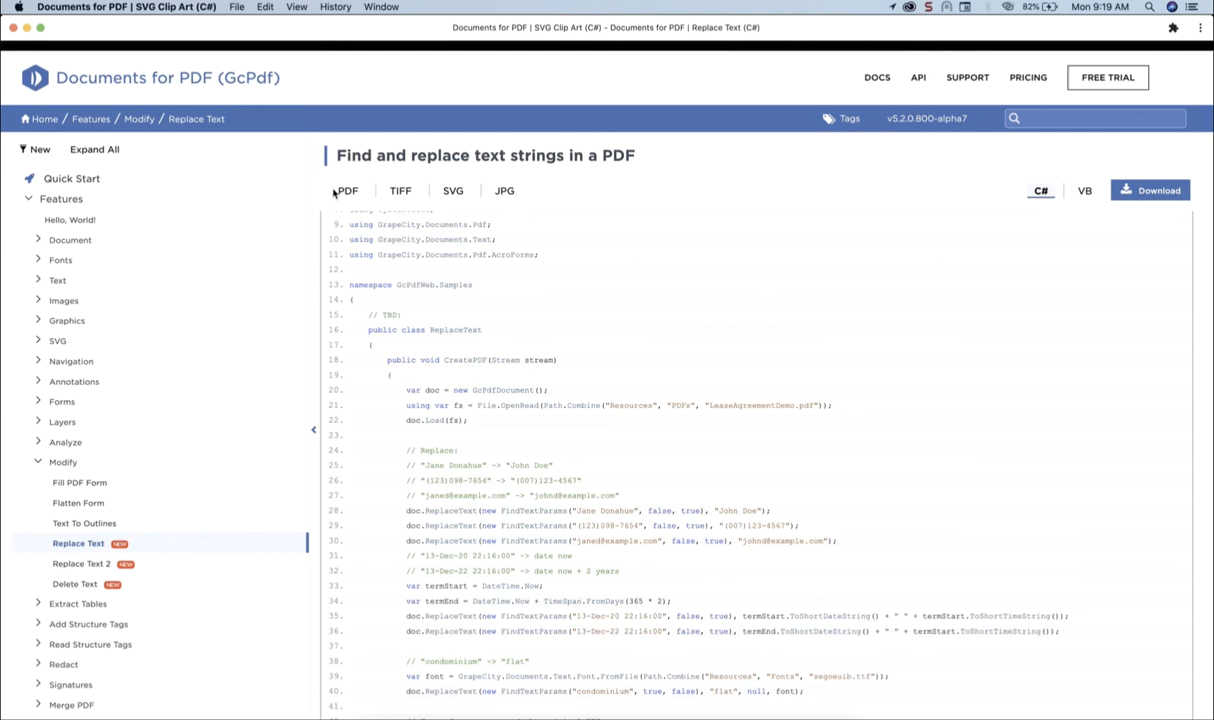 Documents for PDF | SVG Clip Art (C#) File Edit View History Window 82% Mon 9:19 AM
Documents for PDF | SVG Clip Art (C#) - Documents for PDF | Replace Text (C#)
Documents for PDF (GcPdf) DOCS API SUPPORT PRICING FREE TRIAL
Home / Features / Modify / Replace Text Tags v5.2.0.800-alpha7
New Expand All
Find and replace text strings in a PDF
PDF TIFF SVG JPG C# VB Download
Quick Start
Features
Hello, World!
Document
Fonts
Text
Images
Graphics
SVG
Navigation
Annotations
Forms
Layers
Analyze
Modify
Fill PDF Form
Flatten Form
Text To Outlines
Replace Text NEW
Replace Text 2 NEW
Delete Text NEW
Extract Tables
Add Structure Tags
Read Structure Tags
Redact
Signatures
Merge PDF
9. using GrapeCity.Documents.Pdf;
10. using GrapeCity.Documents.Text;
11. using GrapeCity.Documents.Pdf.AcroForms;
12.
13. namespace GcPdfWeb.Samples
14. {
15. // TBD:
16. public class ReplaceText
17. {
18. public void CreatePDF(Stream stream)
19. {
20. var doc = new GcPdfDocument();
21. using var fs = File.OpenRead(Path.Combine("Resources", "PDFs", "LeaseAgreementDemo.pdf"));
22. doc.Load(fs);
23.
24. // Replace:
25. // "Jane Donahue" -> "John Doe"
26. // "(123)098-7654" -> "(007)123-4567"
27. // "janed@example.com" -> "johnd@example.com"
28. doc.ReplaceText(new FindTextParams("Jane Donahue", false, true), "John Doe");
29. doc.ReplaceText(new FindTextParams("(123)098-7654", false, true), "(007)123-4567");
30. doc.ReplaceText(new FindTextParams("janed@example.com", false, true), "johnd@example.com");
31. // "13-Dec-20 22:16:00" -> date now
32. // "13-Dec-22 22:16:00" -> date now + 2 years
33. var termStart = DateTime.Now;
34. var termEnd = DateTime.Now + TimeSpan.FromDays(365 * 2);
35. doc.ReplaceText(new FindTextParams("13-Dec-20 22:16:00", false, true), termStart.ToShortDateString() + " " + termStart.ToShortTimeString());
36. doc.ReplaceText(new FindTextParams("13-Dec-22 22:16:00", false, true), termEnd.ToShortDateString() + " " + termStart.ToShortTimeString());
37.
38. // "condominium" -> "flat"
39. var font = GrapeCity.Documents.Text.Font.FromFile(Path.Combine("Resources", "Fonts", "segoeuib.ttf"));
40. doc.ReplaceText(new FindTextParams("condominium", true, false), "flat", null, font);
41.